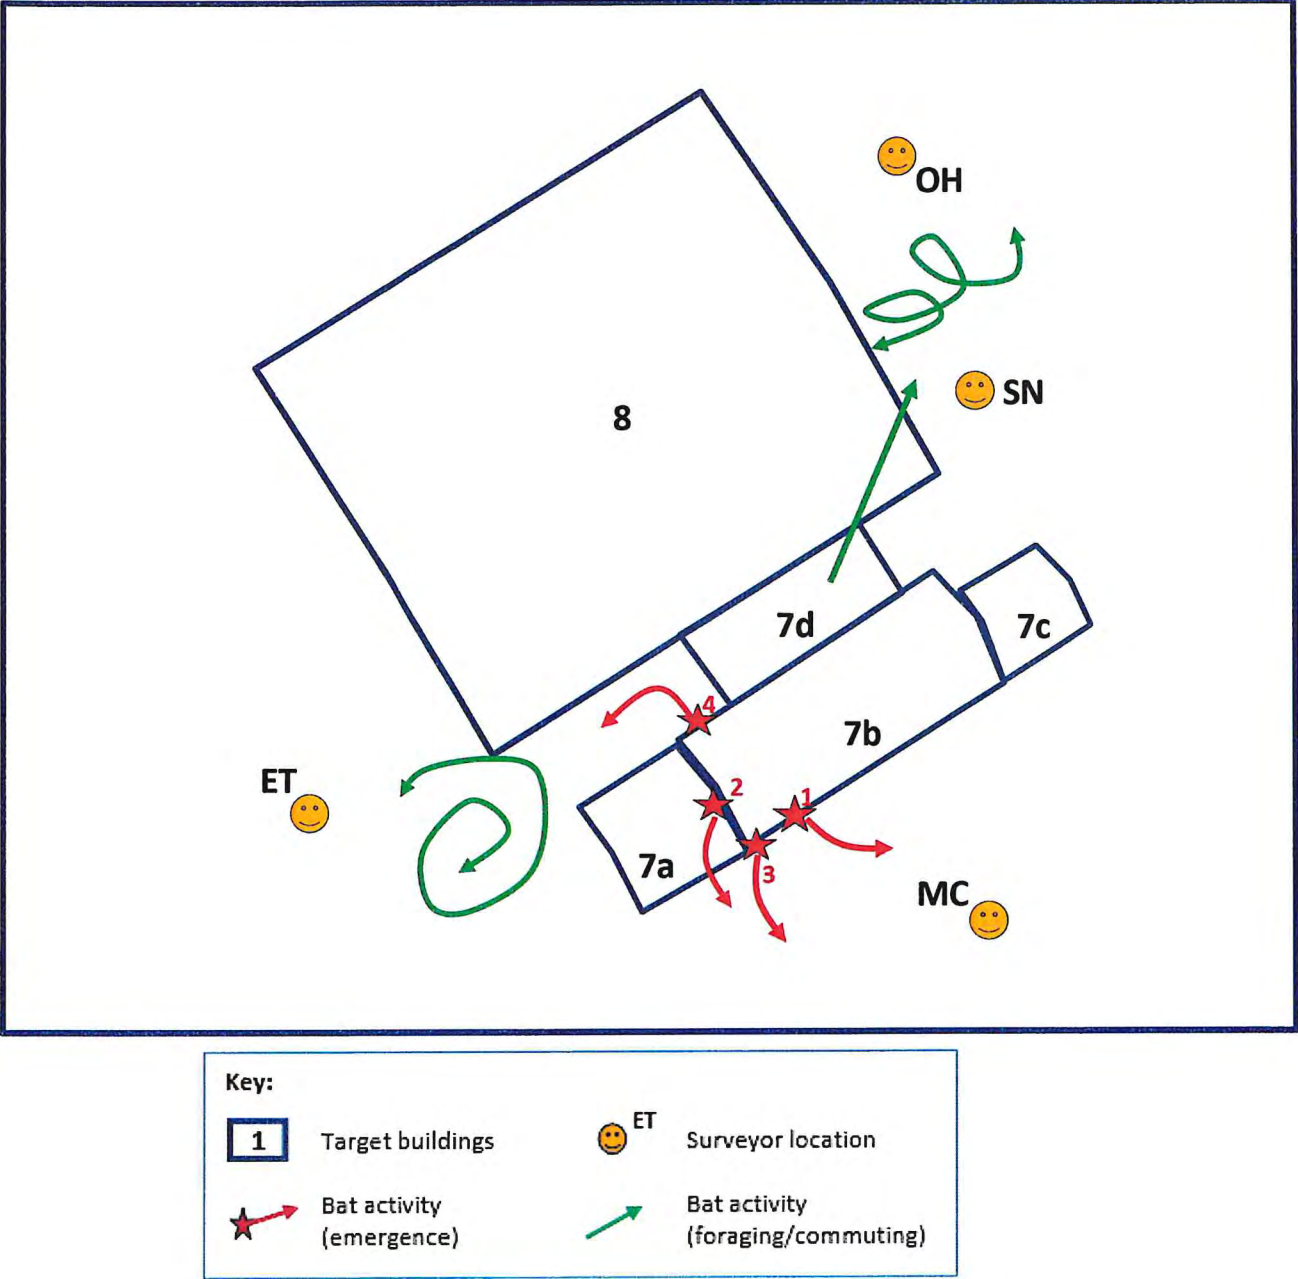 OH
SN
8
7d
7c
4
7b
ET
2
1
7a
3
MC
Key:
1 Target buildings
ET
Surveyor location
Bat activity
(emergence)
Bat activity
(foraging/commuting)